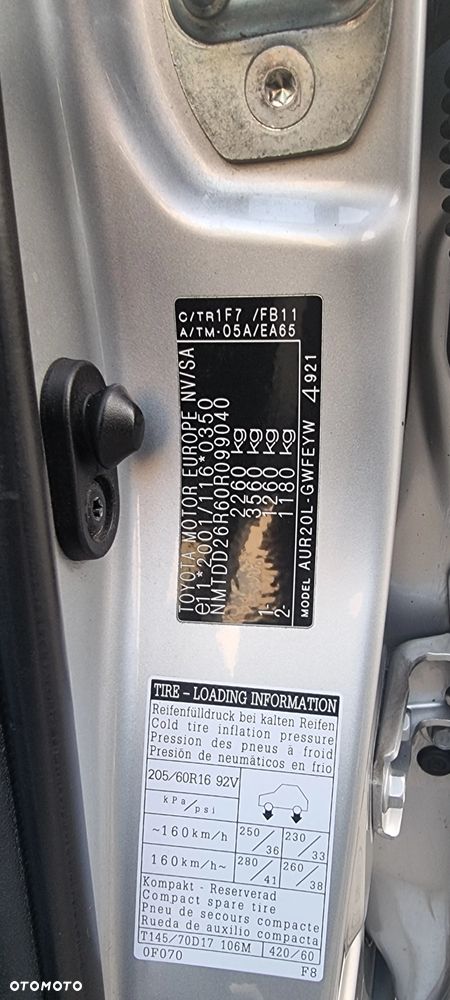 C/TR1F7 /FB11
A/TM-05A/EA65
TOYOTA MOTOR EUROPE NV/SA
e11*2001/116*0350
NMTDD26R60R099040
2260 kg
3560 kg
1- 1260 kg
2- 1180 kg
MODEL AUR20L-GWFEYW 4921
TIRE - LOADING INFORMATION
Reifenfülldruck bei kalten Reifen
Cold tire inflation pressure
Pression des pneus à froid
Presión de neumáticos en frio
205/60R16 92V
kPa/psi
~160km/h 250/36 230/33
160km/h~ 280/41 260/38
Kompakt - Reserverad
Compact spare tire
Pneu de secours compacte
Rueda de auxilio compacta
T145/70D17 106M 420/60
0F070 F8
OTOMOTO